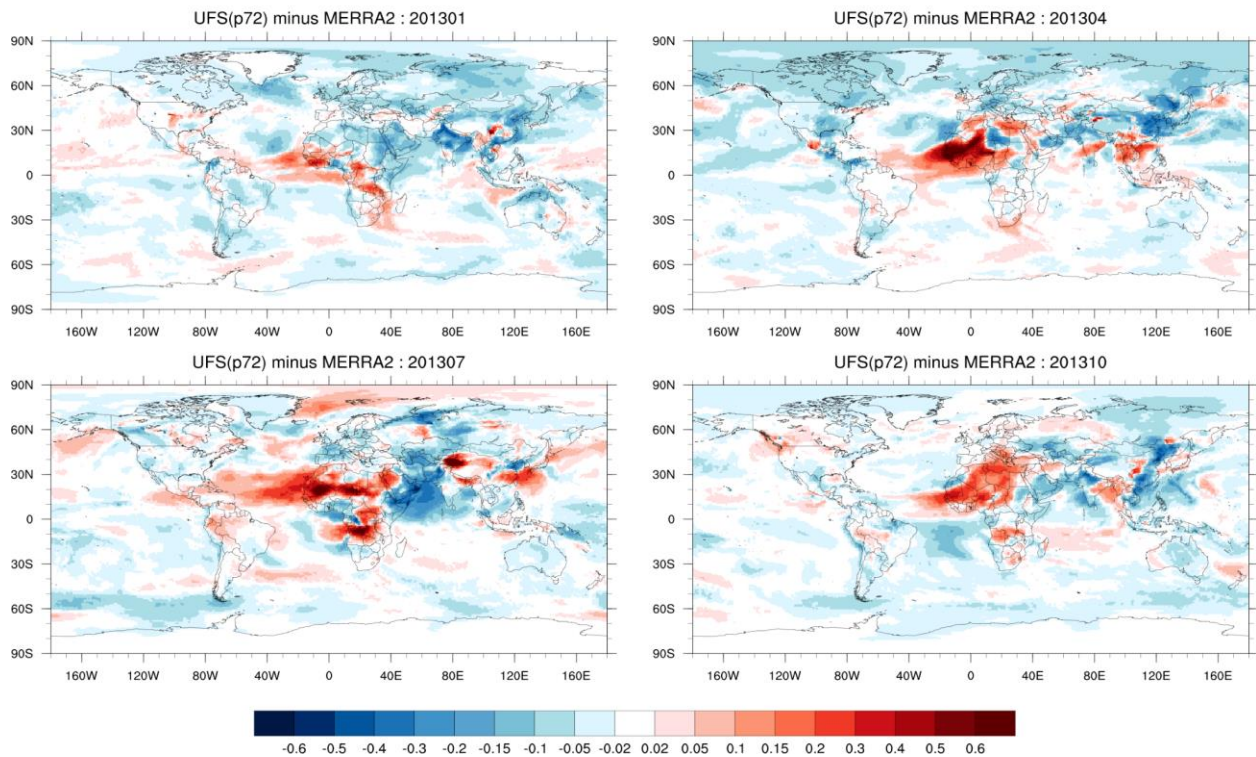 UFS(p72) minus MERRA2 : 201301
UFS(p72) minus MERRA2 : 201304
90N
60N
30N
0
30S
60S
90S
160W 120W 80W 40W 0 40E 80E 120E 160E
90N
60N
30N
0
30S
60S
90S
160W 120W 80W 40W 0 40E 80E 120E 160E
UFS(p72) minus MERRA2 : 201307
UFS(p72) minus MERRA2 : 201310
90N
60N
30N
0
30S
60S
90S
160W 120W 80W 40W 0 40E 80E 120E 160E
90N
60N
30N
0
30S
60S
90S
160W 120W 80W 40W 0 40E 80E 120E 160E
-0.6 -0.5 -0.4 -0.3 -0.2 -0.15 -0.1 -0.05 -0.02 0.02 0.05 0.1 0.15 0.2 0.3 0.4 0.5 0.6